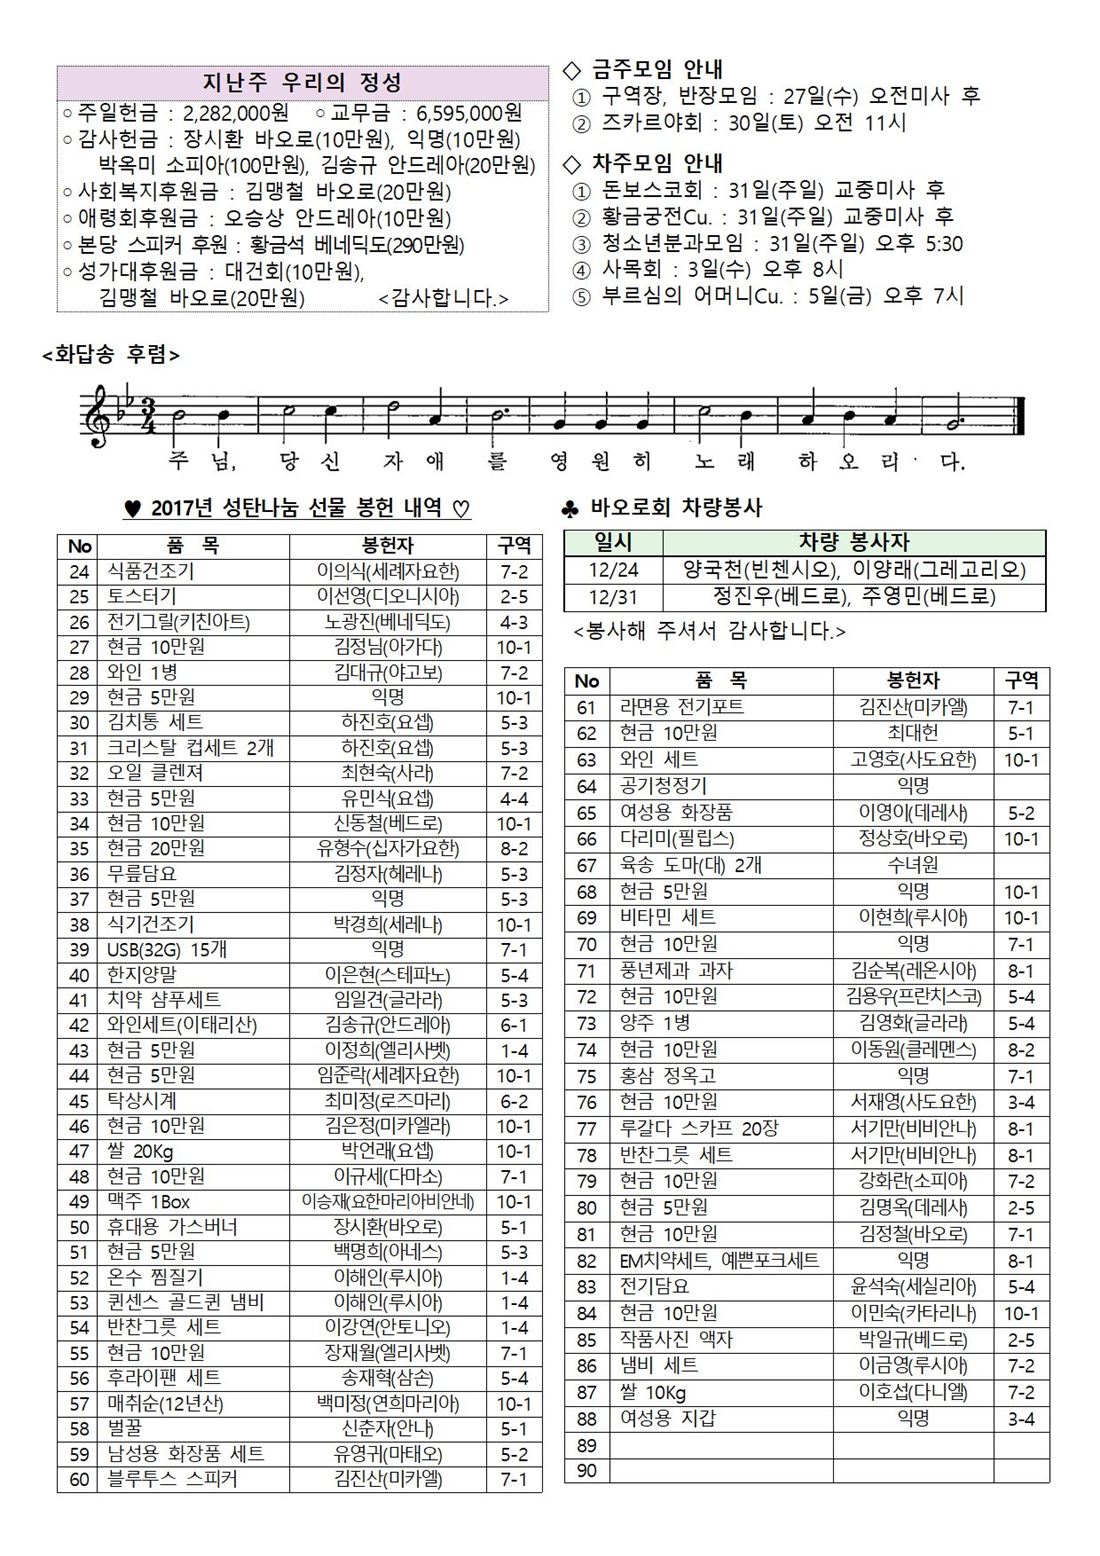 지난주 우리의 정성
○ 주일헌금 : 2,282,000원 ○ 교무금 : 6,595,000원
○ 감사헌금 : 장시환 바오로(10만원), 익명(10만원)
박옥미 소피아(100만원), 김송규 안드레아(20만원)
○ 사회복지후원금 : 김맹철 바오로(20만원)
○ 애령회후원금 : 오승상 안드레아(10만원)
○ 본당 스피커 후원 : 황금석 베네딕도(290만원)
○ 성가대후원금 : 대건회(10만원),
김맹철 바오로(20만원) <감사합니다.>
◇ 금주모임 안내
① 구역장, 반장모임 : 27일(수) 오전미사 후
② 즈카르야회 : 30일(토) 오전 11시
◇ 차주모임 안내
① 돈보스코회 : 31일(주일) 교중미사 후
② 황금궁전Cu. : 31일(주일) 교중미사 후
③ 청소년분과모임 : 31일(주일) 오후 5:30
④ 사목회 : 3일(수) 오후 8시
⑤ 부르심의 어머니Cu. : 5일(금) 오후 7시
<화답송 후렴>
3
4
주 님, 당 신 자 애 를 영 원 히 노 래 하 오 리 · 다.
♥ 2017년 성탄나눔 선물 봉헌 내역 ♡
No 품 목 봉헌자 구역
24 식품건조기 이의식(세례자요한) 7-2
25 토스터기 이선영(디오니시아) 2-5
26 전기그릴(키친아트) 노광진(베네딕도) 4-3
27 현금 10만원 김정님(아가다) 10-1
28 와인 1병 김대규(야고보) 7-2
29 현금 5만원 익명 10-1
30 김치통 세트 하진호(요셉) 5-3
31 크리스탈 컵세트 2개 하진호(요셉) 5-3
32 오일 클렌져 최현숙(사라) 7-2
33 현금 5만원 유민식(요셉) 4-4
34 현금 10만원 신동철(베드로) 10-1
35 현금 20만원 유형수(십자가요한) 8-2
36 무릎담요 김정자(헤레나) 5-3
37 현금 5만원 익명 5-3
38 식기건조기 박경희(세레나) 10-1
39 USB(32G) 15개 익명 7-1
40 한지양말 이은현(스테파노) 5-4
41 치약 샴푸세트 임일견(글라라) 5-3
42 와인세트(이태리산) 김송규(안드레아) 6-1
43 현금 5만원 이정희(엘리사벳) 1-4
44 현금 5만원 임준락(세례자요한) 10-1
45 탁상시계 최미정(로즈마리) 6-2
46 현금 10만원 김은정(미카엘라) 10-1
47 쌀 20Kg 박언래(요셉) 10-1
48 현금 10만원 이규세(다마소) 7-1
49 맥주 1Box 이승재(요한마리아비안네) 10-1
50 휴대용 가스버너 장시환(바오로) 5-1
51 현금 5만원 백명희(아네스) 5-3
52 온수 찜질기 이해인(루시아) 1-4
53 퀸센스 골드퀸 냄비 이해인(루시아) 1-4
54 반찬그릇 세트 이강연(안토니오) 1-4
55 현금 10만원 장재월(엘리사벳) 7-1
56 후라이팬 세트 송재혁(삼손) 5-4
57 매취순(12년산) 백미정(연희마리아) 10-1
58 벌꿀 신춘자(안나) 5-1
59 남성용 화장품 세트 유영귀(마태오) 5-2
60 블루투스 스피커 김진산(미카엘) 7-1
♣ 바오로회 차량봉사
일시 차량 봉사자
12/24 양국천(빈첸시오), 이양래(그레고리오)
12/31 정진우(베드로), 주영민(베드로)
<봉사해 주셔서 감사합니다.>
No 품 목 봉헌자 구역
61 라면용 전기포트 김진산(미카엘) 7-1
62 현금 10만원 최대헌 5-1
63 와인 세트 고영호(사도요한) 10-1
64 공기청정기 익명
65 여성용 화장품 이영이(데레사) 5-2
66 다리미(필립스) 정상호(바오로) 10-1
67 육송 도마(대) 2개 수녀원
68 현금 5만원 익명 10-1
69 비타민 세트 이현희(루시아) 10-1
70 현금 10만원 익명 7-1
71 풍년제과 과자 김순복(레온시아) 8-1
72 현금 10만원 김용우(프란치스코) 5-4
73 양주 1병 김영화(글라라) 5-4
74 현금 10만원 이동원(클레멘스) 8-2
75 홍삼 정옥고 익명 7-1
76 현금 10만원 서재영(사도요한) 3-4
77 루갈다 스카프 20장 서기만(비비안나) 8-1
78 반찬그릇 세트 서기만(비비안나) 8-1
79 현금 10만원 강화란(소피아) 7-2
80 현금 5만원 김명옥(데레사) 2-5
81 현금 10만원 김정철(바오로) 7-1
82 EM치약세트, 예쁜포크세트 익명 8-1
83 전기담요 윤석숙(세실리아) 5-4
84 현금 10만원 이민숙(카타리나) 10-1
85 작품사진 액자 박일규(베드로) 2-5
86 냄비 세트 이금영(루시아) 7-2
87 쌀 10Kg 이호섭(다니엘) 7-2
88 여성용 지갑 익명 3-4
89
90